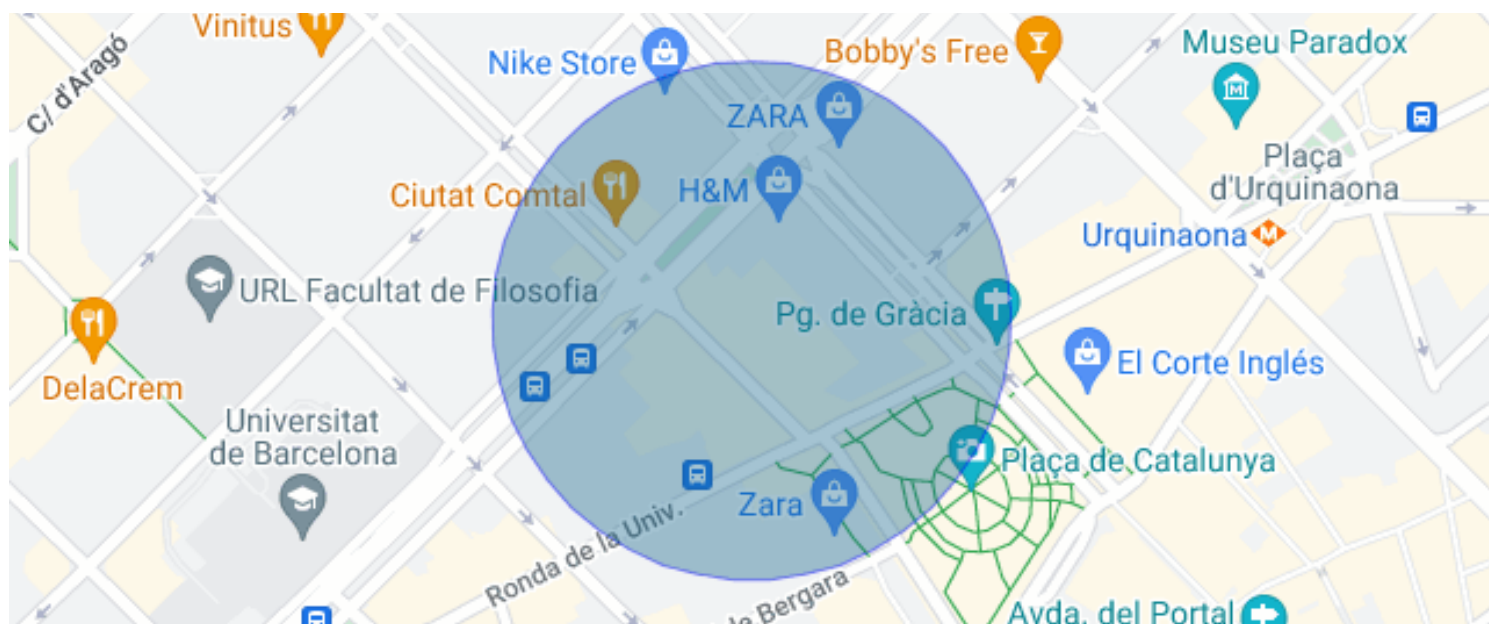 Vinitus
C/ d'Aragó
Nike Store
Bobby's Free
Museu Paradox
ZARA
Plaça
d'Urquinaona
Ciutat Comtal
H&M
Urquinaona
M
URL Facultat de Filosofia
Pg. de Gràcia
DelaCrem
El Corte Inglés
Universitat
de Barcelona
Plaça de Catalunya
Zara
Ronda de la Univ.
de Bergara
Avda. del Portal